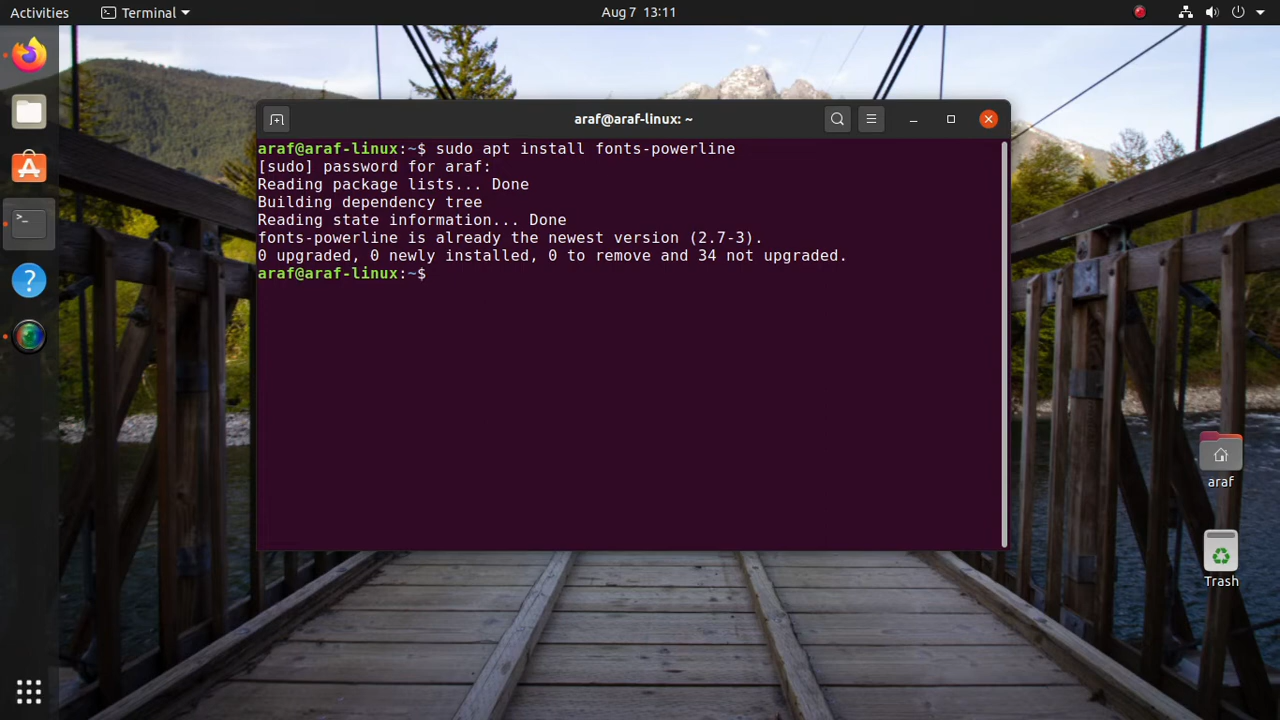 Activities Terminal Aug 7 13:11
araf@araf-linux: ~
araf@araf-linux:~$ sudo apt install fonts-powerline
[sudo] password for araf:
Reading package lists... Done
Building dependency tree
Reading state information... Done
fonts-powerline is already the newest version (2.7-3).
0 upgraded, 0 newly installed, 0 to remove and 34 not upgraded.
araf@araf-linux:~$
araf
Trash